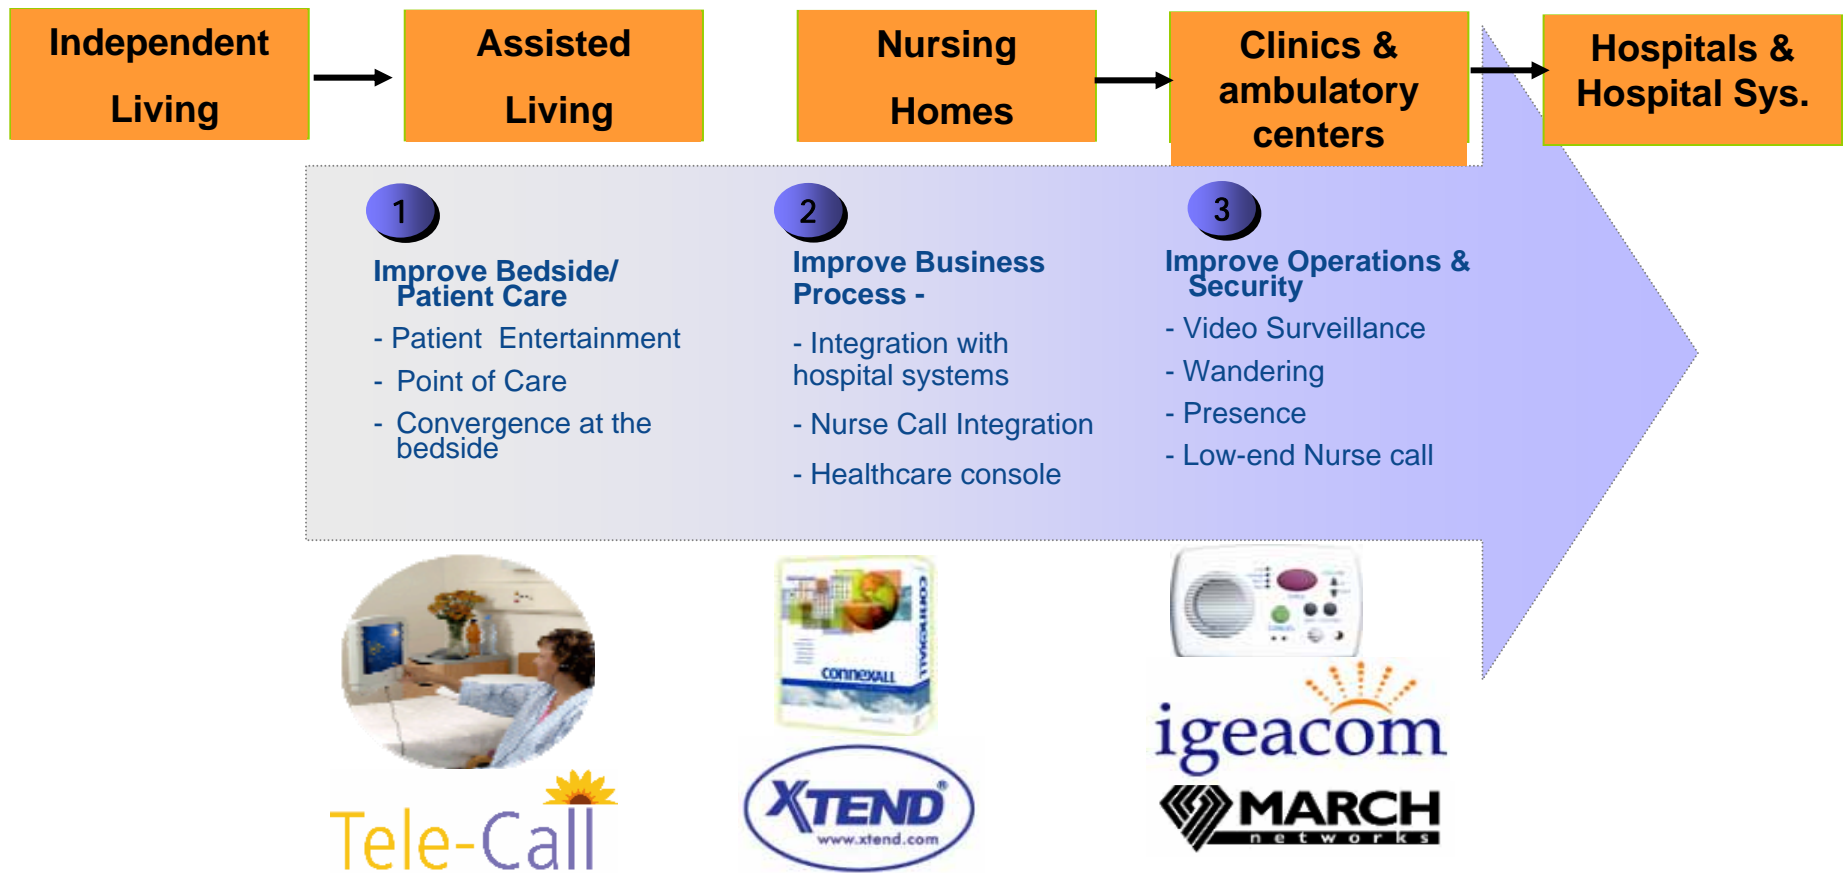 Independent
Living
Assisted
Living
Nursing
Homes
Clinics &
ambulatory
centers
Hospitals &
Hospital Sys.
1
Improve Bedside/
Patient Care
- Patient  Entertainment
- Point of Care
- Convergence at the
bedside
2
Improve Business
Process -
- Integration with
hospital systems
- Nurse Call Integration
- Healthcare console
3
Improve Operations &
Security
- Video Surveillance
- Wandering
- Presence
- Low-end Nurse call
Tele-Call
CONNEXALL
CONNEXALL
XTEND®
www.xtend.com
igeacom
MARCH
networks